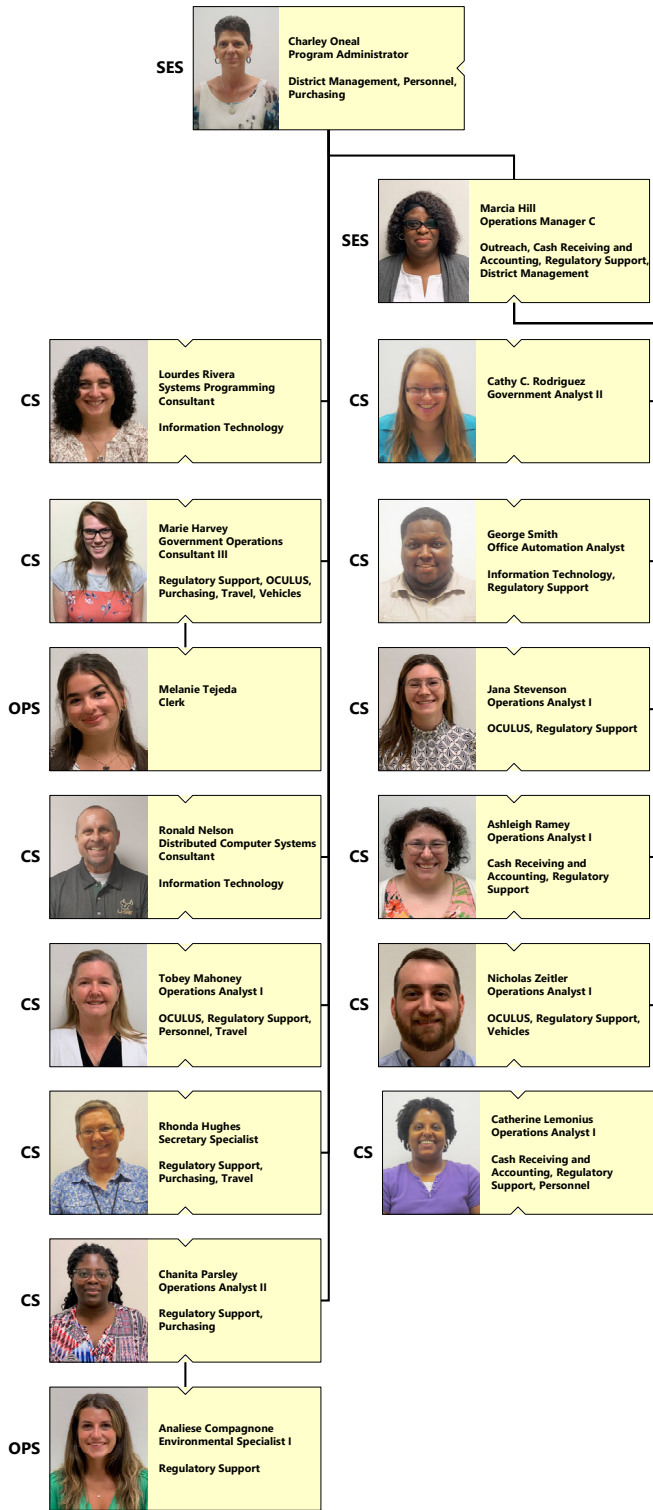 SES
Charley Oneal
Program Administrator
District Management, Personnel,
Purchasing
SES
Marcia Hill
Operations Manager C
Outreach, Cash Receiving and
Accounting, Regulatory Support,
District Management
CS
Lourdes Rivera
Systems Programming
Consultant
Information Technology
CS
Cathy C. Rodriguez
Government Analyst II
CS
Marie Harvey
Government Operations
Consultant III
Regulatory Support, OCULUS,
Purchasing, Travel, Vehicles
CS
George Smith
Office Automation Analyst
Information Technology,
Regulatory Support
OPS
Melanie Tejeda
Clerk
CS
Jana Stevenson
Operations Analyst I
OCULUS, Regulatory Support
CS
Ronald Nelson
Distributed Computer Systems
Consultant
Information Technology
CS
Ashleigh Ramey
Operations Analyst I
Cash Receiving and
Accounting, Regulatory
Support
CS
Tobey Mahoney
Operations Analyst I
OCULUS, Regulatory Support,
Personnel, Travel
CS
Nicholas Zeitler
Operations Analyst I
OCULUS, Regulatory Support,
Vehicles
CS
Rhonda Hughes
Secretary Specialist
Regulatory Support,
Purchasing, Travel
CS
Catherine Lemonius
Operations Analyst I
Cash Receiving and
Accounting, Regulatory
Support, Personnel
CS
Chanita Parsley
Operations Analyst II
Regulatory Support,
Purchasing
OPS
Analiese Compagnone
Environmental Specialist I
Regulatory Support